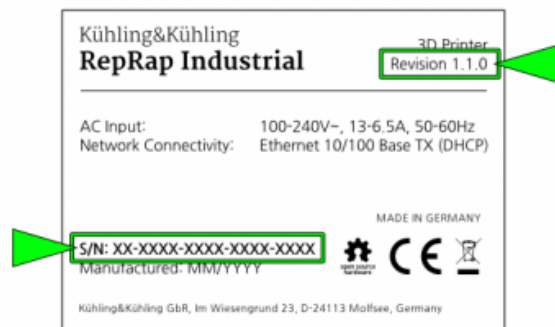 Kühling&Kühling
RepRap Industrial
3D Printer
Revision 1.1.0
AC Input: 100-240V~, 13-6.5A, 50-60Hz
Network Connectivity: Ethernet 10/100 Base TX (DHCP)
MADE IN GERMANY
S/N: XX-XXXX-XXXX-XXXX-XXXX
Manufactured: MM/YYYY
open source
hardware
CE
Kühling&Kühling GbR, Im Wiesengrund 23, D-24113 Molfsee, Germany